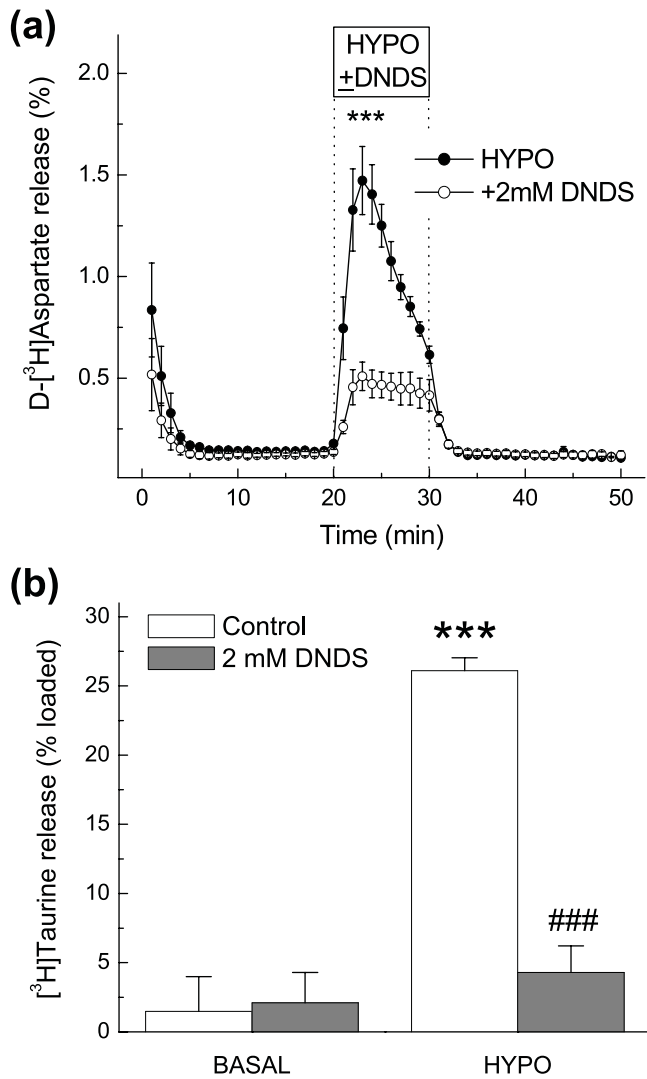 (a)
HYPO
+DNDS
***
HYPO
+2mM DNDS
D-[³H]Aspartate release (%)
2.0
1.5
1.0
0.5
0 10 20 30 40 50
Time (min)
(b)
Control
2 mM DNDS
***
###
[³H]Taurine release (% loaded)
30
25
20
15
10
5
0
BASAL HYPO